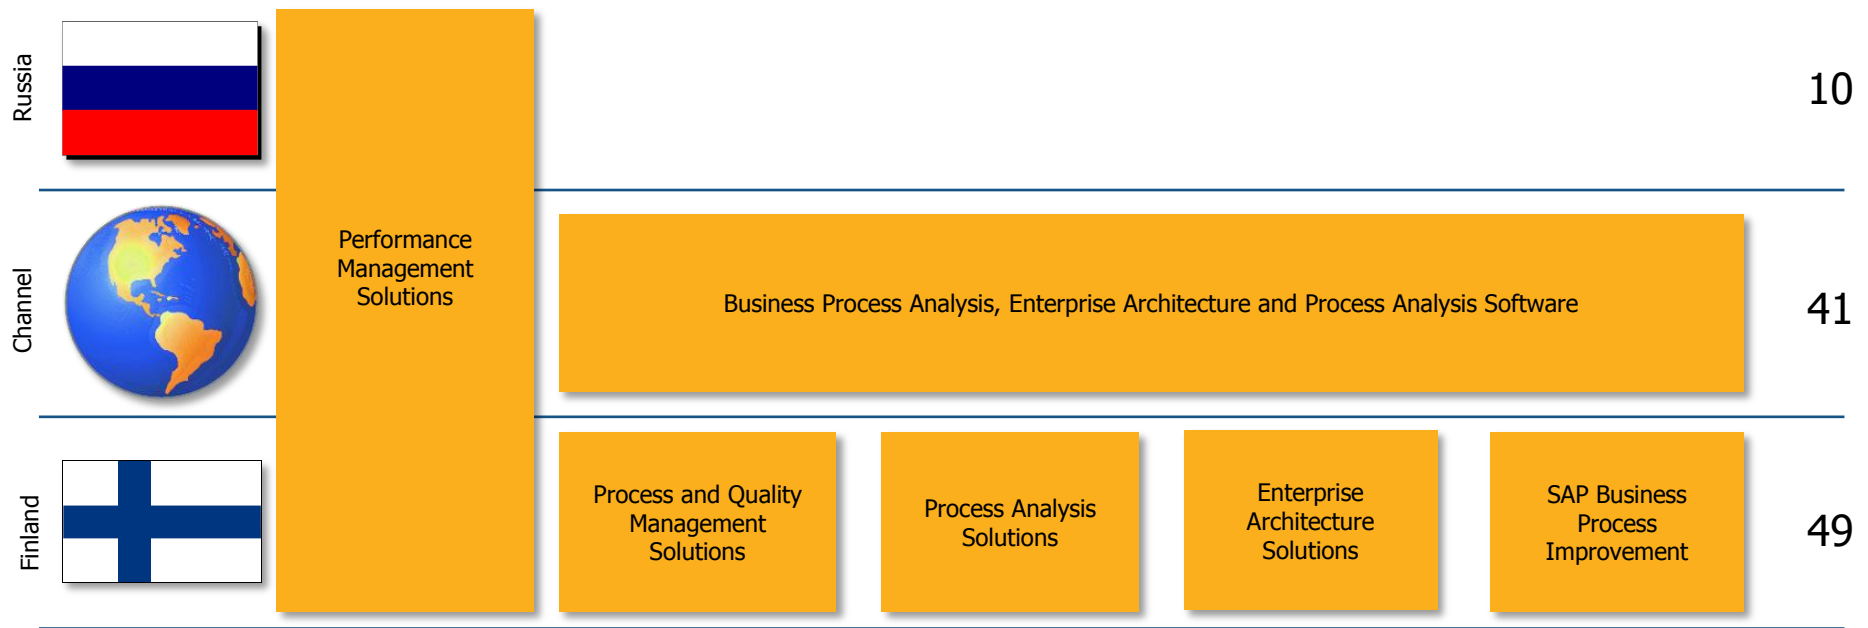 Russia
10
Performance
Management
Solutions
Channel
Business Process Analysis, Enterprise Architecture and Process Analysis Software
41
Finland
Process and Quality
Management
Solutions
Process Analysis
Solutions
Enterprise
Architecture
Solutions
SAP Business
Process
Improvement
49